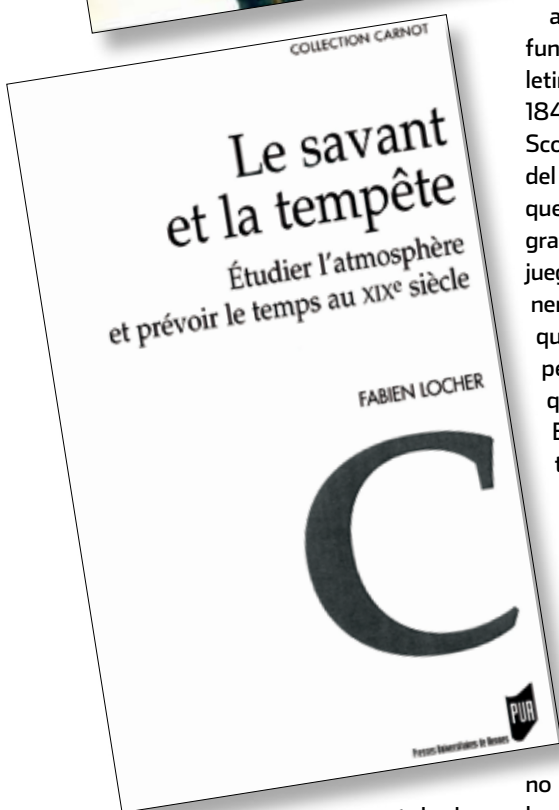 COLLECTION CARNOT
Le savant
et la tempête
Étudier l'atmosphère
et prévoir le temps au XIXe siècle
FABIEN LOCHER
C
PUR
Presses Universitaires de Rennes
a
fun
letin
184
Sco
del
que
gra
jueg
ner
qu
pe
q
E
t
no